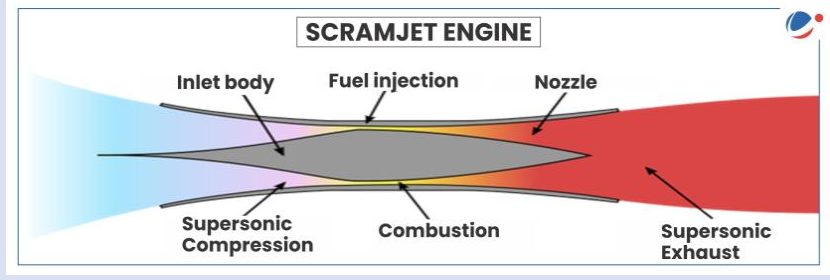 SCRAMJET ENGINE
Inlet body
Fuel injection
Nozzle
Supersonic
Compression
Combustion
Supersonic
Exhaust